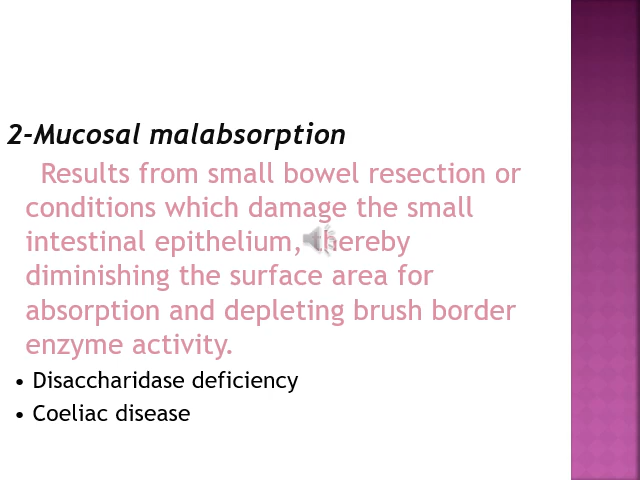 2-Mucosal malabsorption
Results from small bowel resection or
conditions which damage the small
intestinal epithelium, thereby
diminishing the surface area for
absorption and depleting brush border
enzyme activity.
• Disaccharidase deficiency
• Coeliac disease